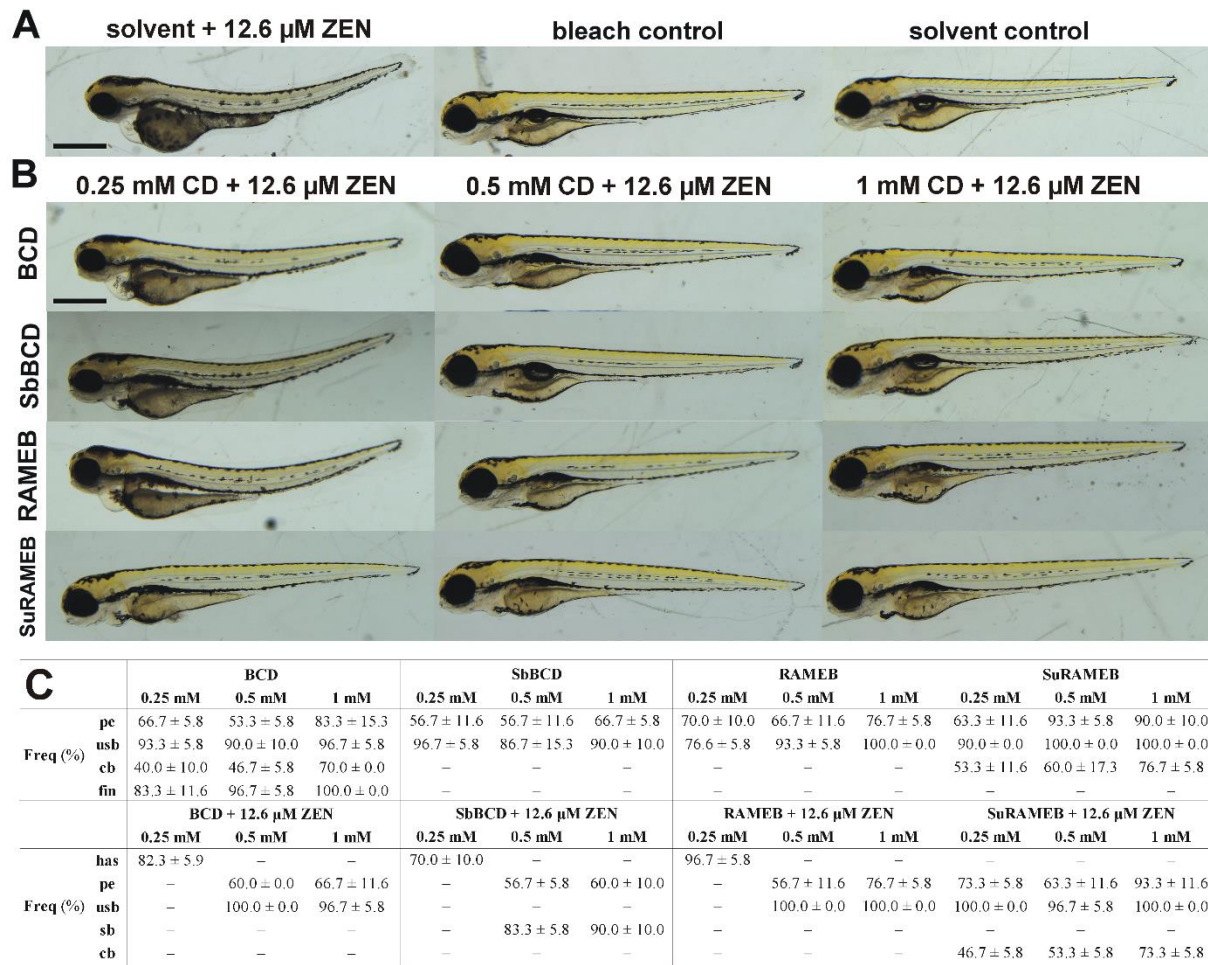 A
solvent + 12.6 µM ZEN bleach control solvent control
B
0.25 mM CD + 12.6 µM ZEN 0.5 mM CD + 12.6 µM ZEN 1 mM CD + 12.6 µM ZEN
BCD
SbBCD
RAMEB
SuRAMEB
C
BCD SbBCD RAMEB SuRAMEB
0.25 mM 0.5 mM 1 mM 0.25 mM 0.5 mM 1 mM 0.25 mM 0.5 mM 1 mM 0.25 mM 0.5 mM 1 mM
pe 66.7 ± 5.8 53.3 ± 5.8 83.3 ± 15.3 56.7 ± 11.6 56.7 ± 11.6 66.7 ± 5.8 70.0 ± 10.0 66.7 ± 11.6 76.7 ± 5.8 63.3 ± 11.6 93.3 ± 5.8 90.0 ± 10.0
Freq (%) usb 93.3 ± 5.8 90.0 ± 10.0 96.7 ± 5.8 96.7 ± 5.8 86.7 ± 15.3 90.0 ± 10.0 76.6 ± 5.8 93.3 ± 5.8 100.0 ± 0.0 90.0 ± 0.0 100.0 ± 0.0 100.0 ± 0.0
cb 40.0 ± 10.0 46.7 ± 5.8 70.0 ± 0.0 – – – – – – 53.3 ± 11.6 60.0 ± 17.3 76.7 ± 5.8
fin 83.3 ± 11.6 96.7 ± 5.8 100.0 ± 0.0 – – – – – – – – –
BCD + 12.6 µM ZEN SbBCD + 12.6 µM ZEN RAMEB + 12.6 µM ZEN SuRAMEB + 12.6 µM ZEN
0.25 mM 0.5 mM 1 mM 0.25 mM 0.5 mM 1 mM 0.25 mM 0.5 mM 1 mM 0.25 mM 0.5 mM 1 mM
has 82.3 ± 5.9 – – 70.0 ± 10.0 – – 96.7 ± 5.8 – – – – –
pe – 60.0 ± 0.0 66.7 ± 11.6 – 56.7 ± 5.8 60.0 ± 10.0 – 56.7 ± 11.6 76.7 ± 5.8 73.3 ± 5.8 63.3 ± 11.6 93.3 ± 11.6
Freq (%) usb – 100.0 ± 0.0 96.7 ± 5.8 – – – – 100.0 ± 0.0 100.0 ± 0.0 100.0 ± 0.0 96.7 ± 5.8 100.0 ± 0.0
sb – – – – 83.3 ± 5.8 90.0 ± 10.0 – – – – – –
cb – – – – – – – – – 46.7 ± 5.8 53.3 ± 5.8 73.3 ± 5.8